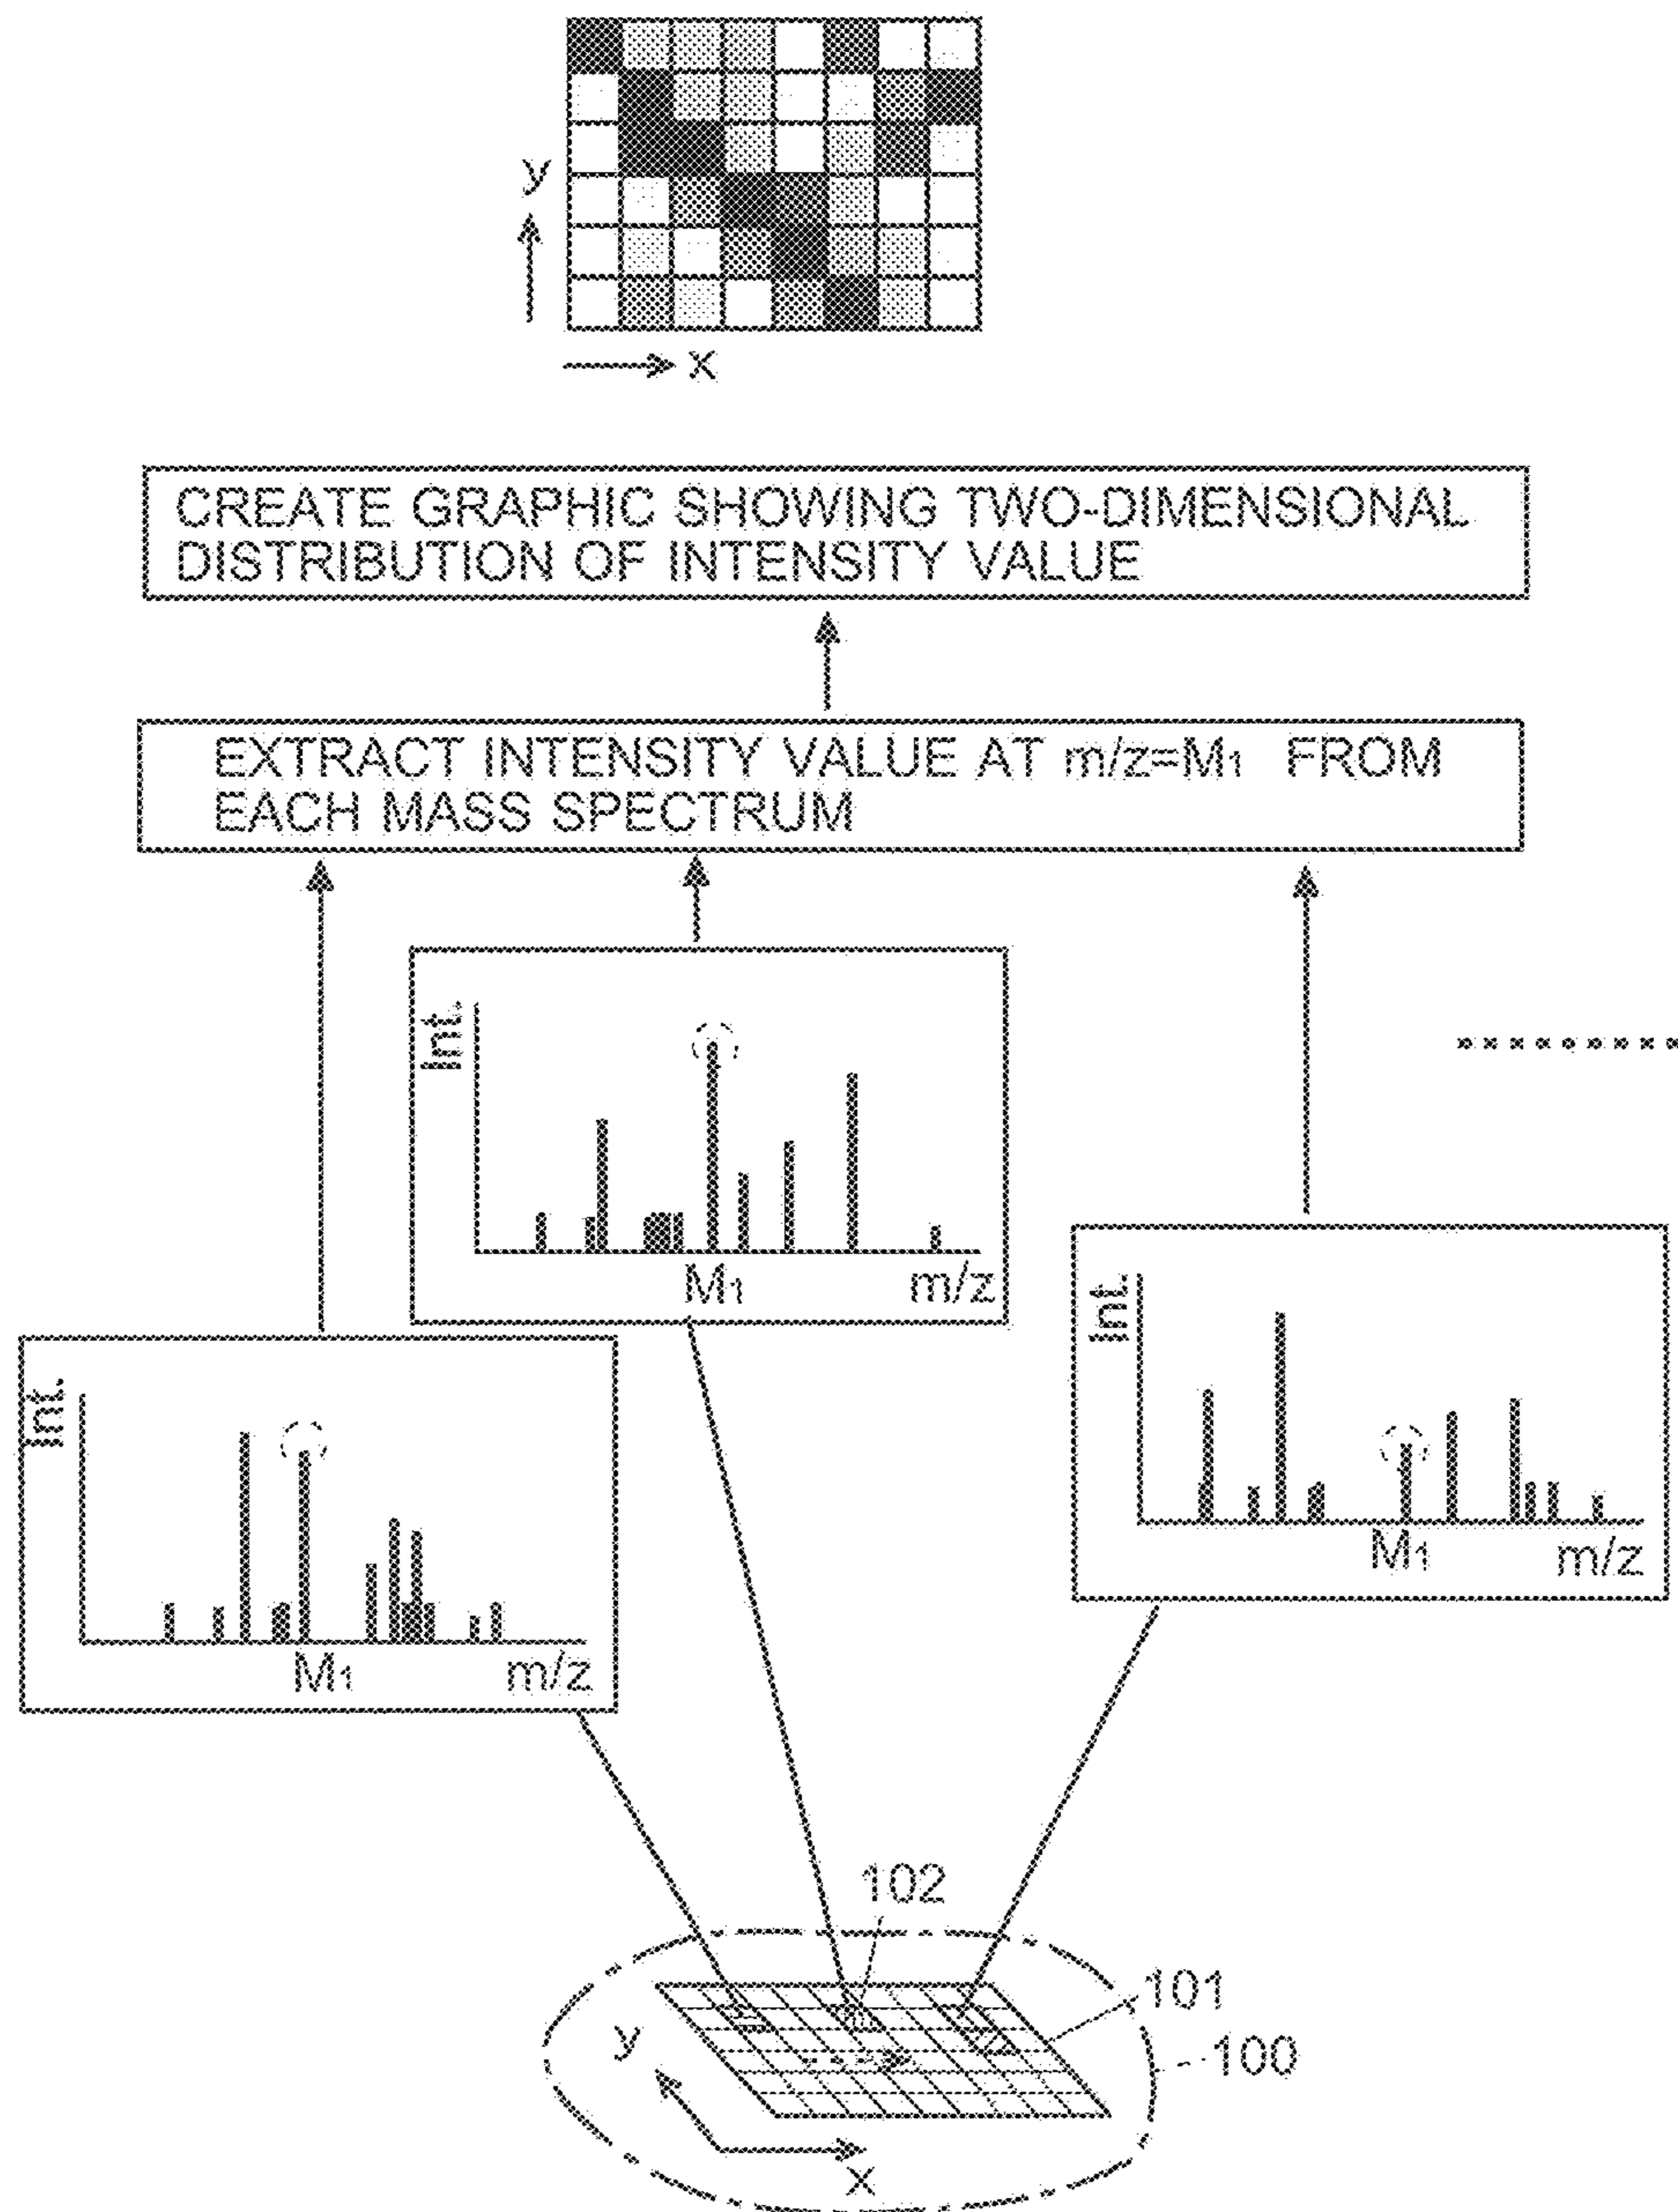 y
x
CREATE GRAPHIC SHOWING TWO-DIMENSIONAL
DISTRIBUTION OF INTENSITY VALUE
EXTRACT INTENSITY VALUE AT m/z=M₁ FROM
EACH MASS SPECTRUM
Int.
M₁
m/z
Int.
M₁
m/z
Int.
M₁
m/z
102
101
100
y
x